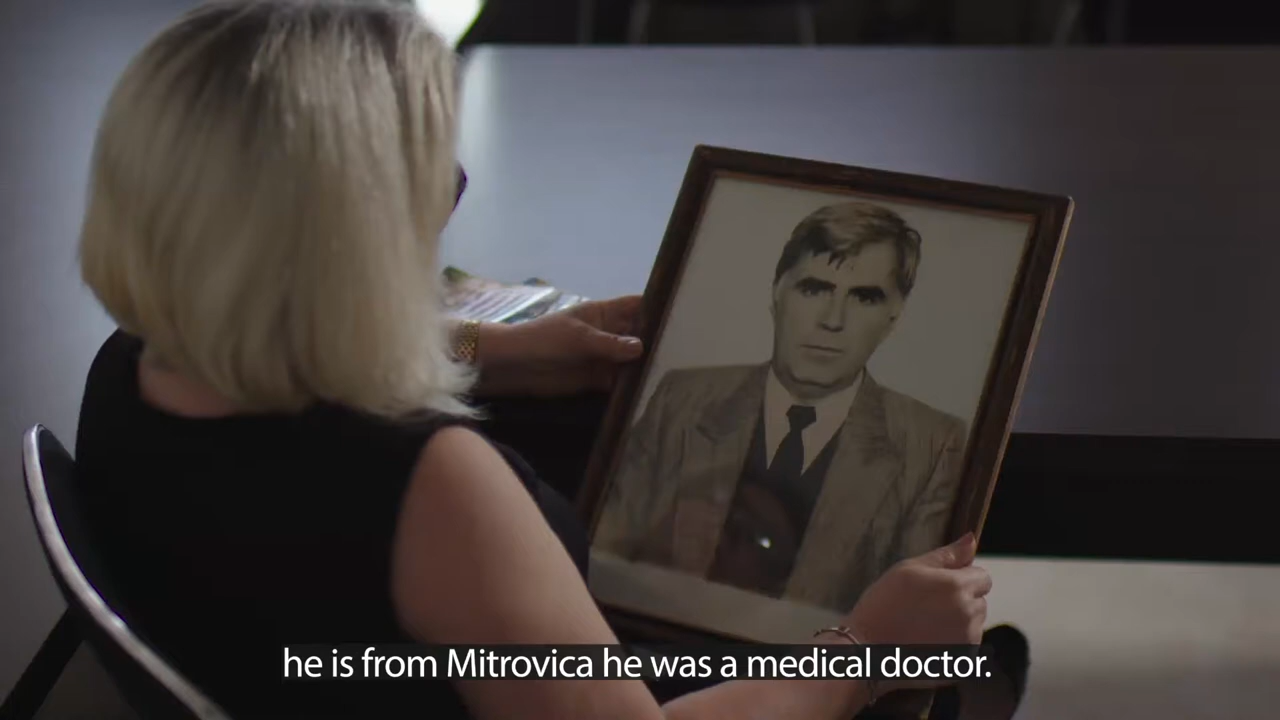 he is from Mitrovica he was a medical doctor.